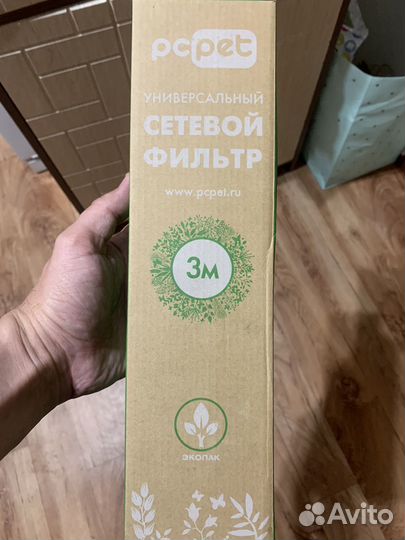 pcpet
УНИВЕРСАЛЬНЫЙ
СЕТЕВОЙ
ФИЛЬТР
www.pcpet.ru
3м
ЭКОПАК
Avito